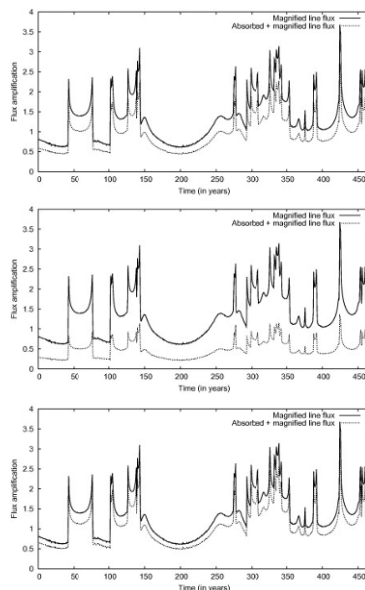 4
3.5
3
2.5
2
1.5
1
0.5
0
Flux amplification
Magnified line flux
Absorbed + magnified line flux
0 50 100 150 200 250 300 350 400 450
Time (in years)
4
3.5
3
2.5
2
1.5
1
0.5
0
Flux amplification
Magnified line flux
Absorbed + magnified line flux
0 50 100 150 200 250 300 350 400 450
Time (in years)
4
3.5
3
2.5
2
1.5
1
0.5
0
Flux amplification
Magnified line flux
Absorbed + magnified line flux
0 50 100 150 200 250 300 350 400 450
Time (in years)